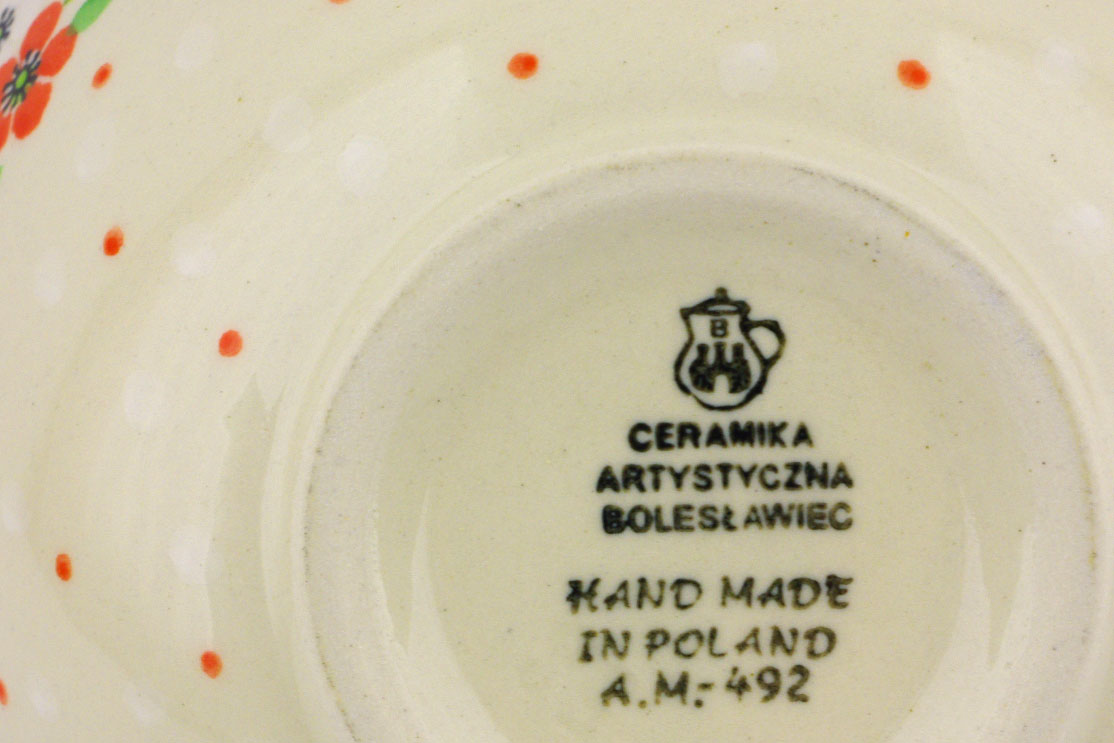 B
CERAMIKA
ARTYSTYCZNA
BOLESŁAWIEC
HAND MADE
IN POLAND
A.M.-492